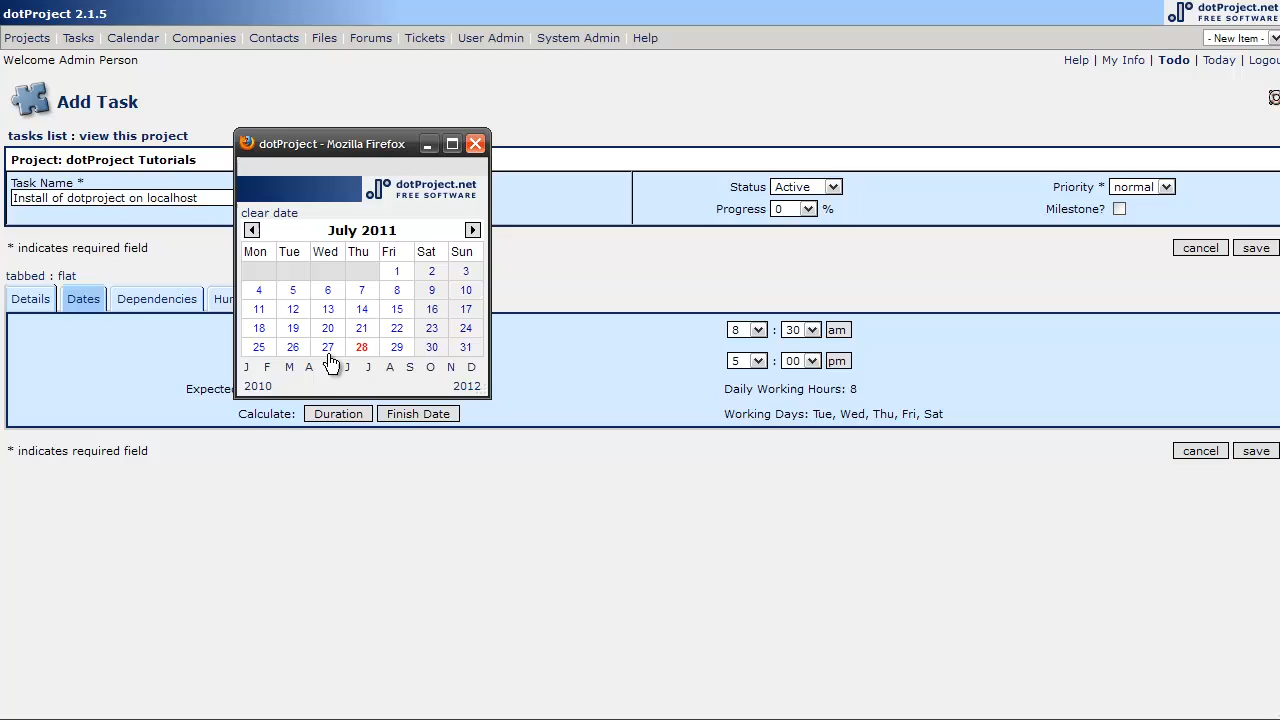 dotProject 2.1.5
dotProject.net
FREE SOFTWARE
Projects Tasks Calendar Companies Contacts Files Forums Tickets User Admin System Admin Help
- New Item -
Welcome Admin Person
Help | My Info | Todo | Today | Logou
Add Task
tasks list : view this project
dotProject - Mozilla Firefox
Project: dotProject Tutorials
Task Name *
Install of dotproject on localhost
Status Active
Progress 0 %
Priority * normal
Milestone?
dotProject.net
FREE SOFTWARE
clear date
July 2011
Mon Tue Wed Thu Fri Sat Sun
1 2 3
4 5 6 7 8 9 10
11 12 13 14 15 16 17
18 19 20 21 22 23 24
25 26 27 28 29 30 31
J F M A J J A S O N D
2010 2012
* indicates required field
cancel save
tabbed : flat
Details Dates Dependencies Hur
8 : 30 am
5 : 00 pm
Expected
Daily Working Hours: 8
Calculate: Duration Finish Date
Working Days: Tue, Wed, Thu, Fri, Sat
* indicates required field
cancel save